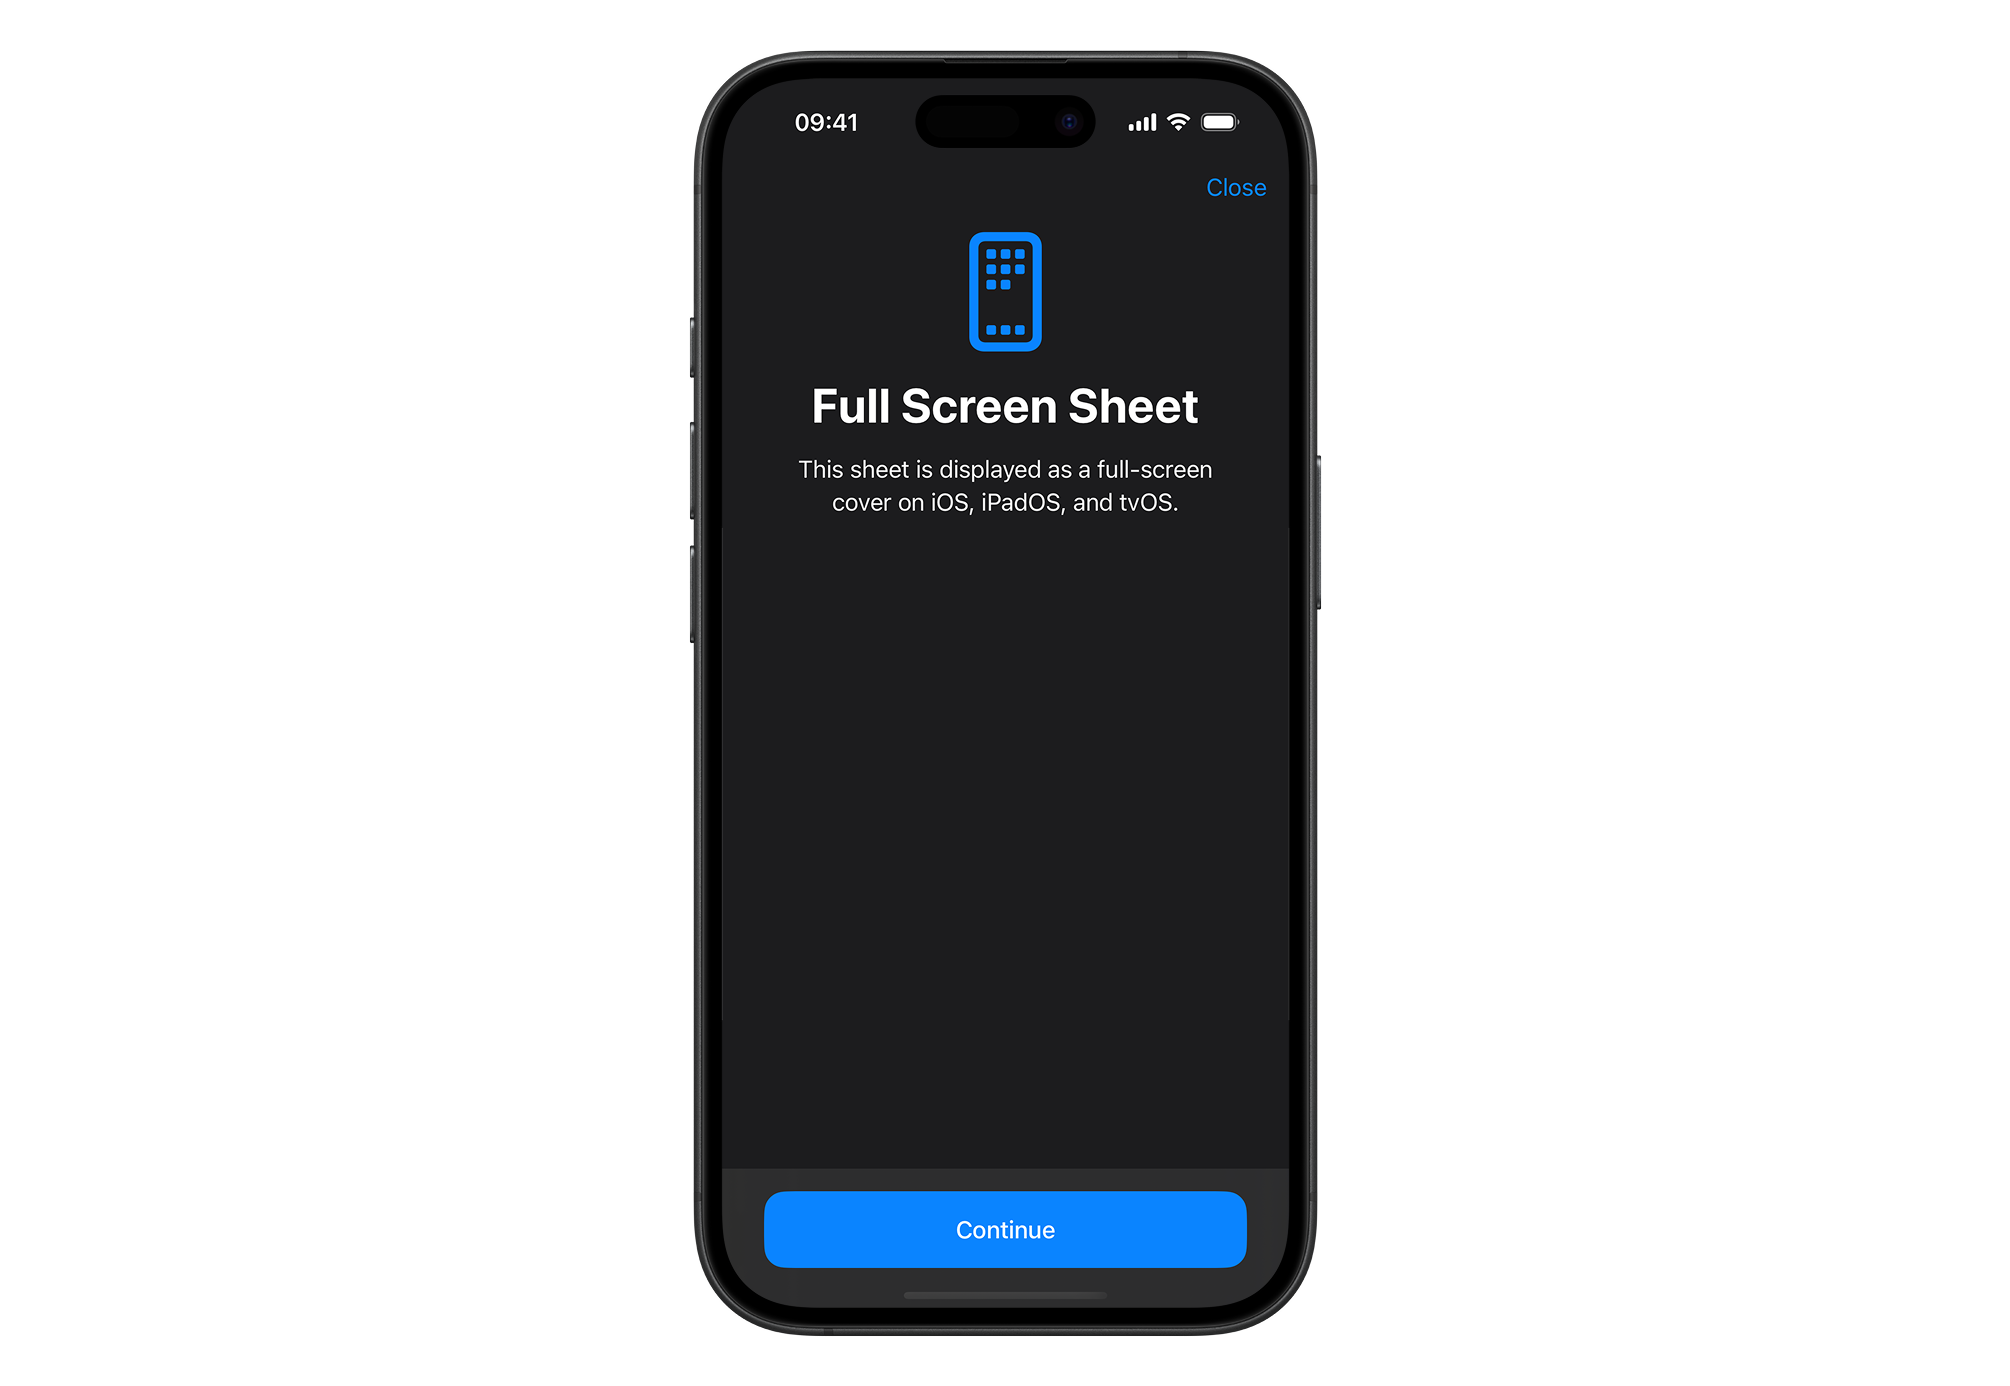 09:41
Close
Full Screen Sheet
This sheet is displayed as a full-screen
cover on iOS, iPadOS, and tvOS.
Continue